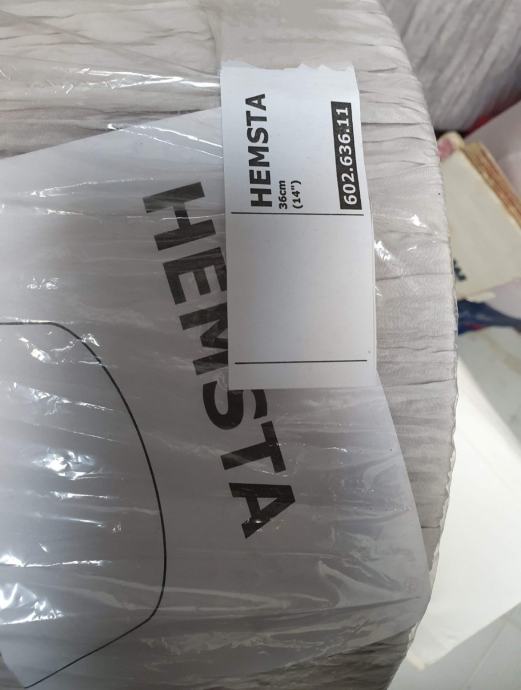 HEMSTA
36cm
(14")
602.636.11
HEMSTA